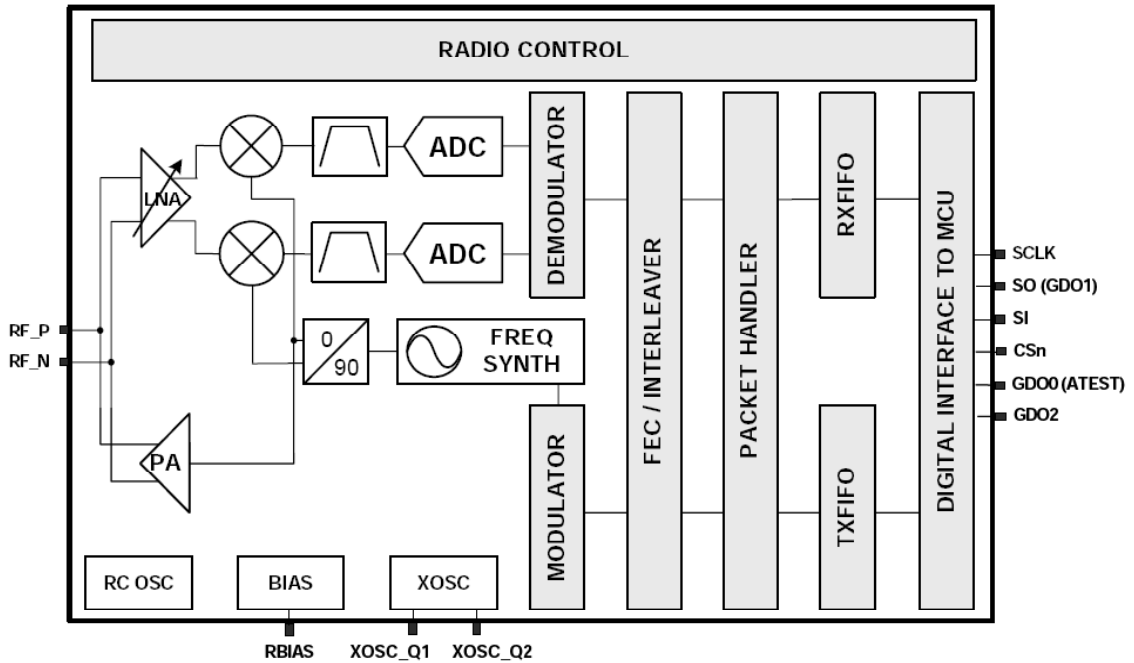 RADIO CONTROL
LNA
ADC
ADC
DEMODULATOR
FEC / INTERLEAVER
PACKET HANDLER
RXFIFO
DIGITAL INTERFACE TO MCU
SCLK
SO (GDO1)
SI
CSn
GDO0 (ATEST)
GDO2
RF_P
RF_N
0
90
FREQ
SYNTH
PA
MODULATOR
TXFIFO
RC OSC
BIAS
XOSC
RBIAS
XOSC_Q1
XOSC_Q2